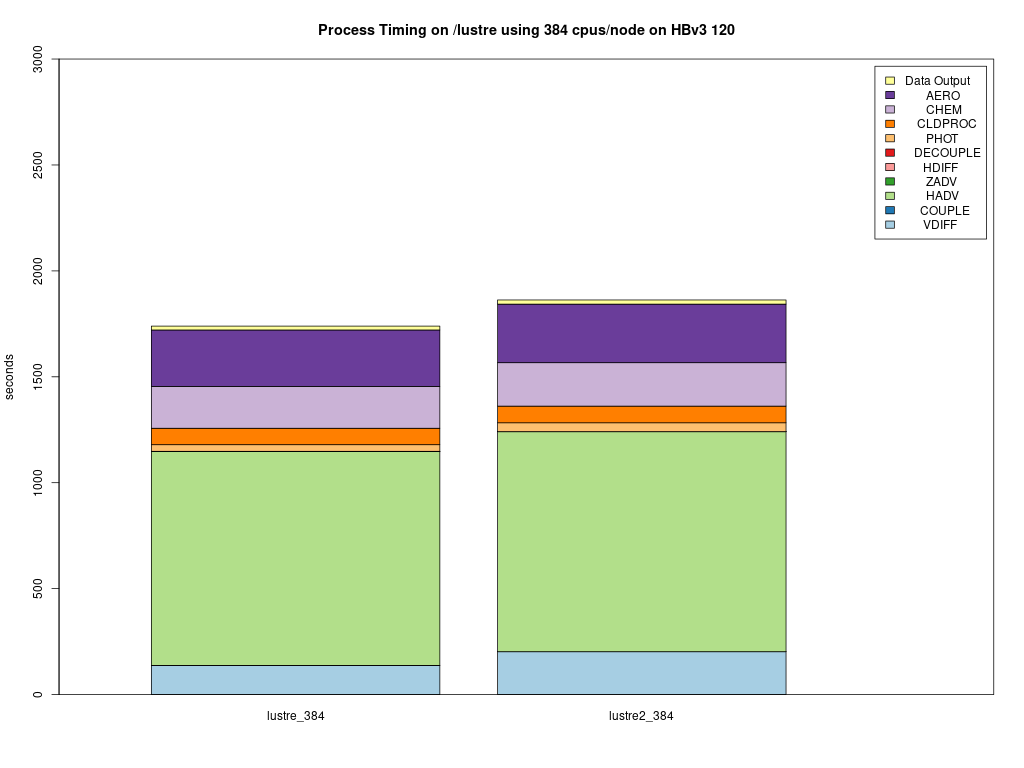 Process Timing on /lustre using 384 cpus/node on HBv3 120
3000
2500
2000
1500
1000
500
0
seconds
Data Output
AERO
CHEM
CLDPROC
PHOT
DECOUPLE
HDIFF
ZADV
HADV
COUPLE
VDIFF
lustre_384
lustre2_384